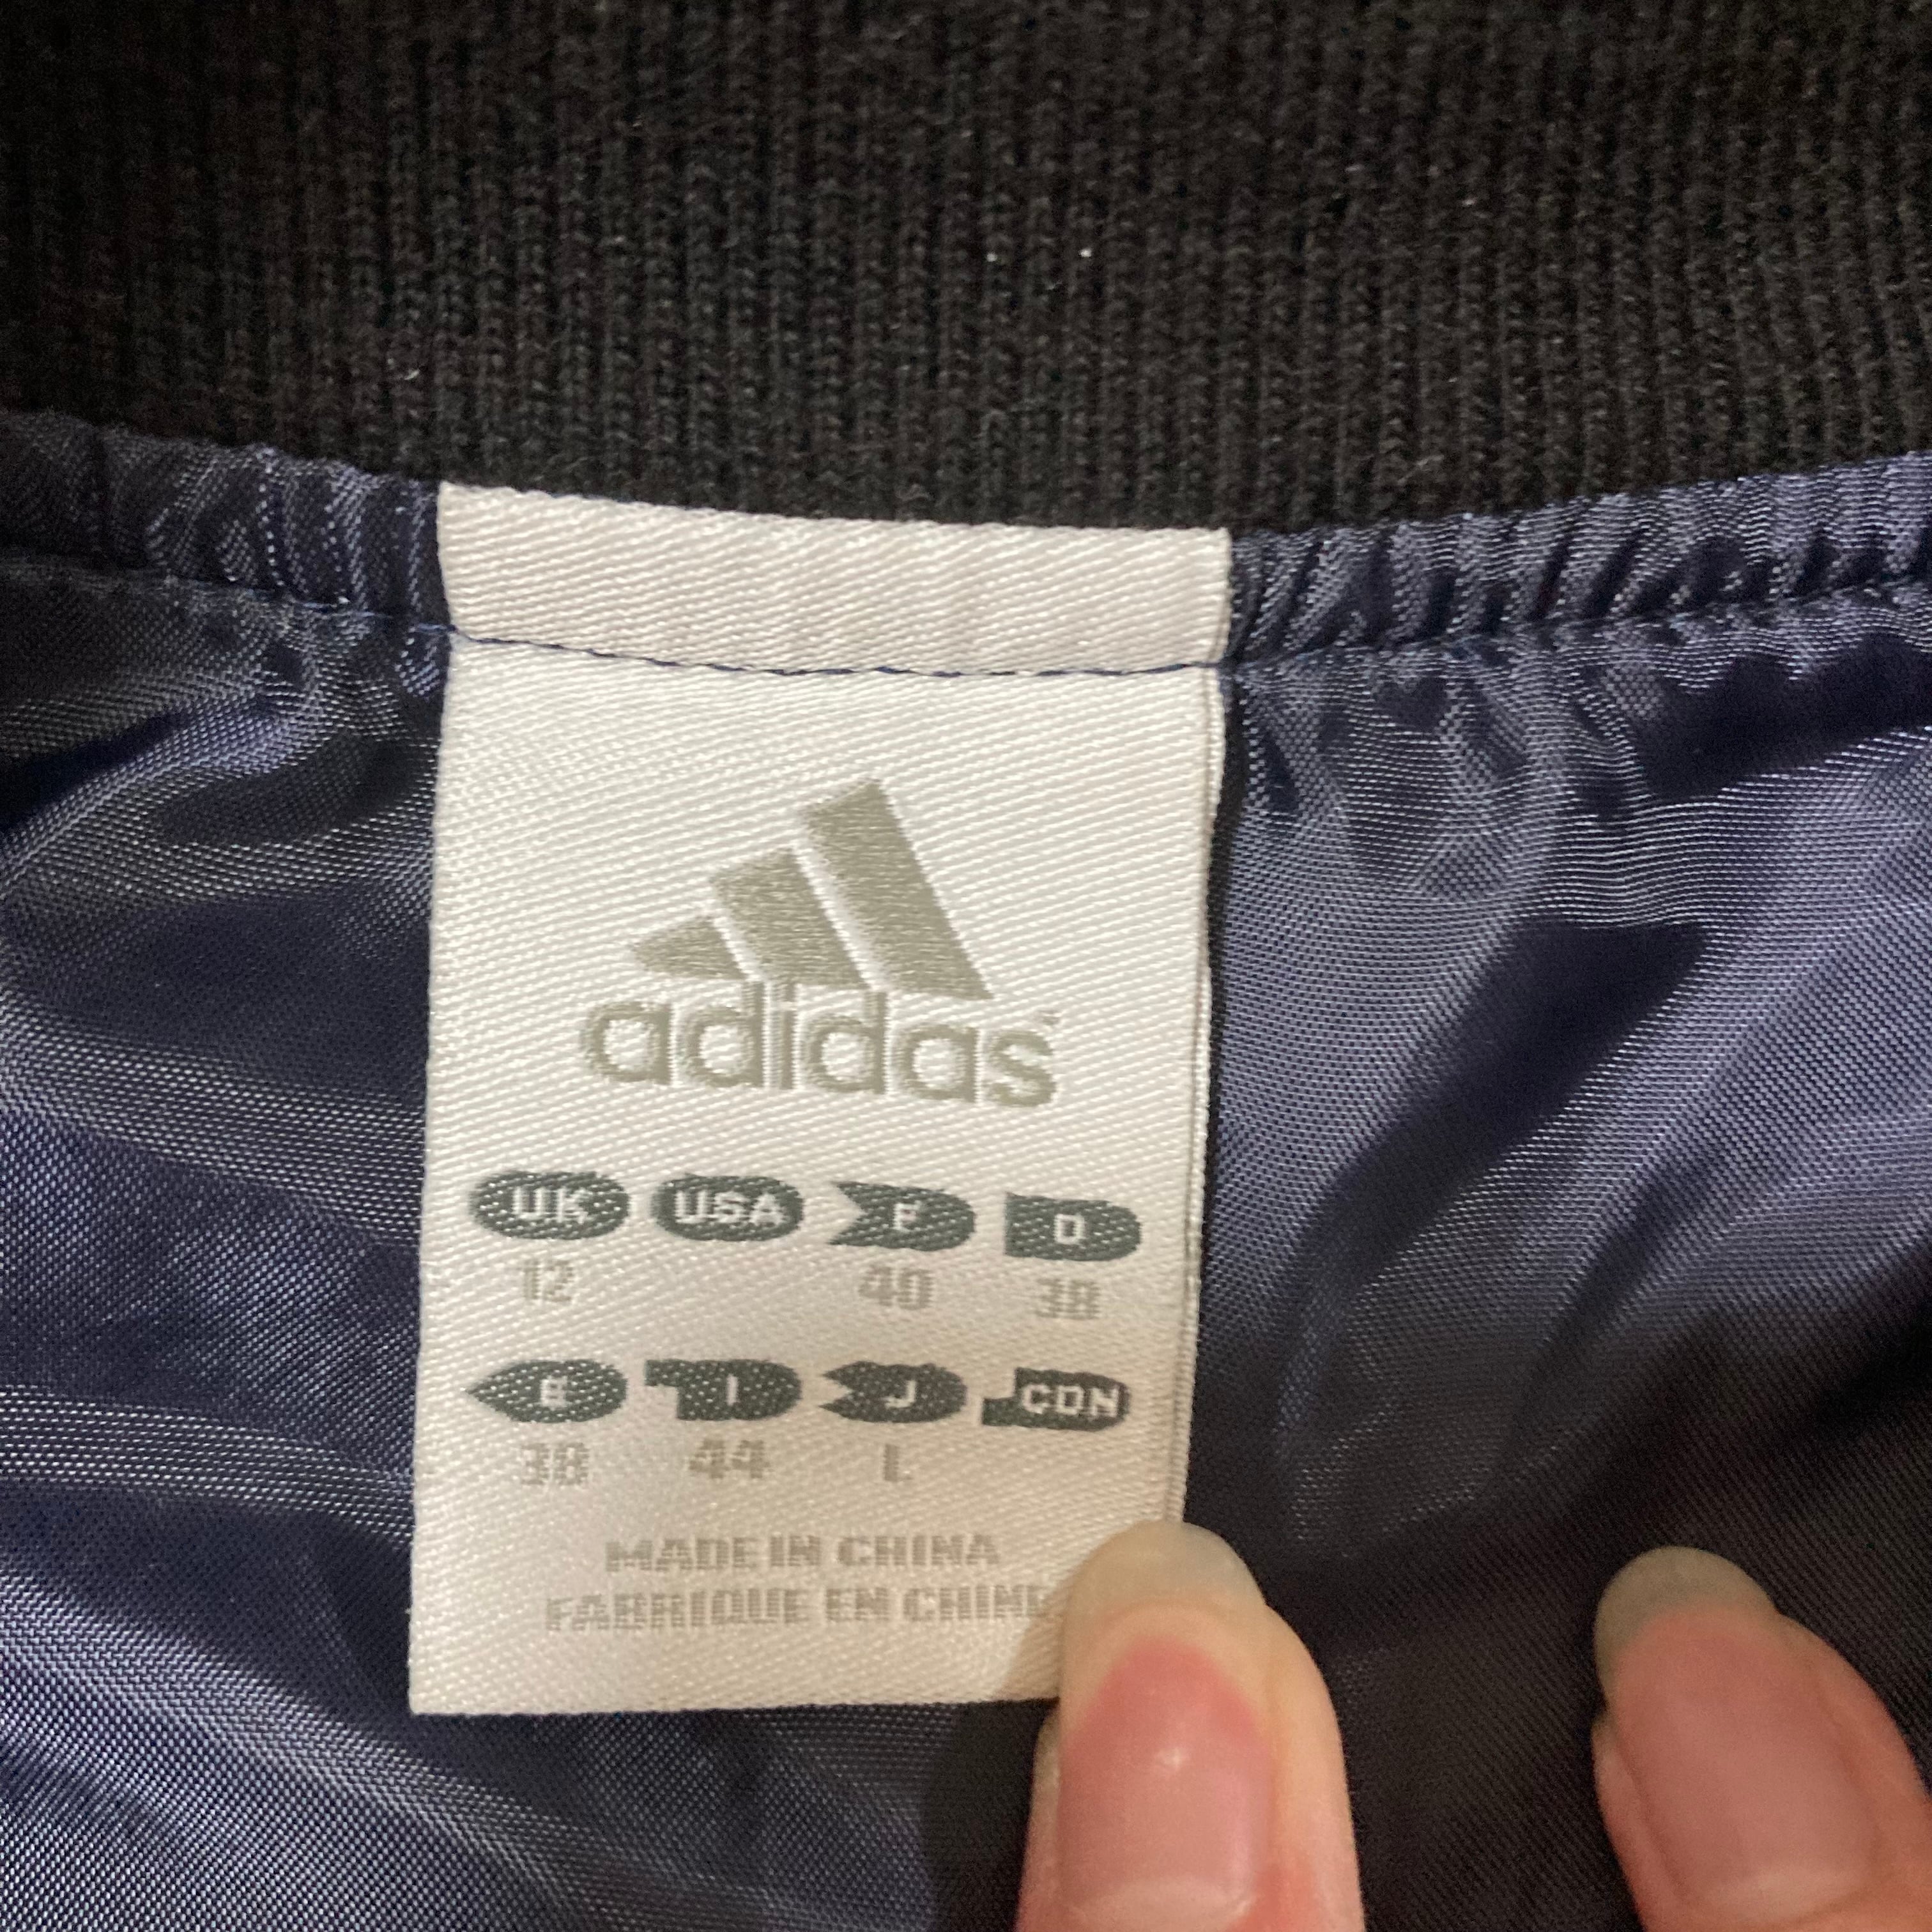 adidas
UK USA F D
12 40 38
E I J CDN
38 44 L
MADE IN CHINA
FABRIQUE EN CHINE